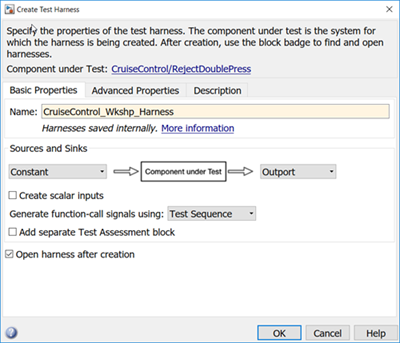 Create Test Harness
Specify the properties of the test harness. The component under test is the system for
which the harness is being created. After creation, use the block badge to find and open
harnesses.
Component under Test: CruiseControl/RejectDoublePress
Basic Properties Advanced Properties Description
Name: CruiseControl_Wkshp_Harness
Harnesses saved internally. More information
Sources and Sinks
Constant Component under Test Outport
Create scalar inputs
Generate function-call signals using: Test Sequence
Add separate Test Assessment block
Open harness after creation
OK Cancel Help